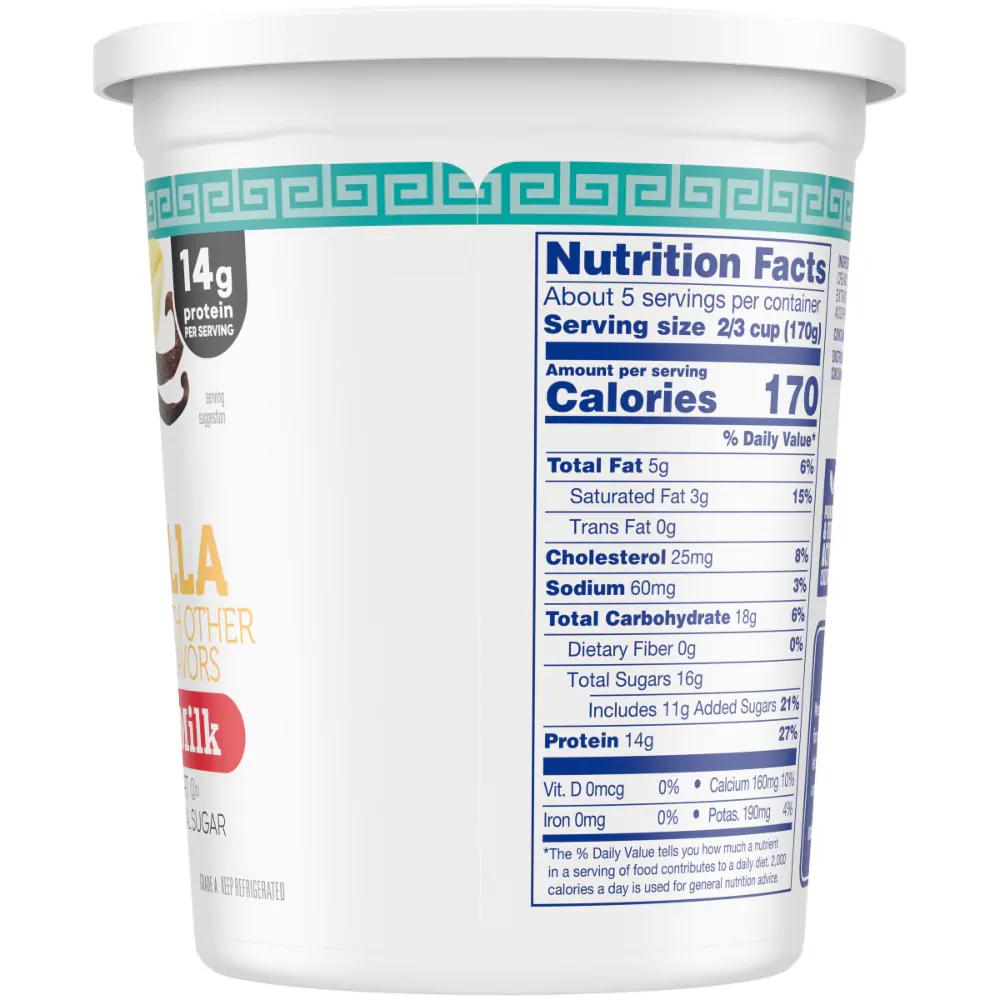 14g
protein
PER SERVING
serving
suggestion
LLA
OTHER
VORS
Milk
SUGAR
GRADE A KEEP REFRIGERATED
Nutrition Facts
About 5 servings per container
Serving size 2/3 cup (170g)
Amount per serving
Calories 170
% Daily Value*
Total Fat 5g 6%
Saturated Fat 3g 15%
Trans Fat 0g
Cholesterol 25mg 8%
Sodium 60mg 3%
Total Carbohydrate 18g 6%
Dietary Fiber 0g 0%
Total Sugars 16g
Includes 11g Added Sugars 21%
Protein 14g 27%
Vit. D 0mcg 0% • Calcium 160mg 10%
Iron 0mg 0% • Potas. 190mg 4%
*The % Daily Value tells you how much a nutrient
in a serving of food contributes to a daily diet. 2,000
calories a day is used for general nutrition advice.